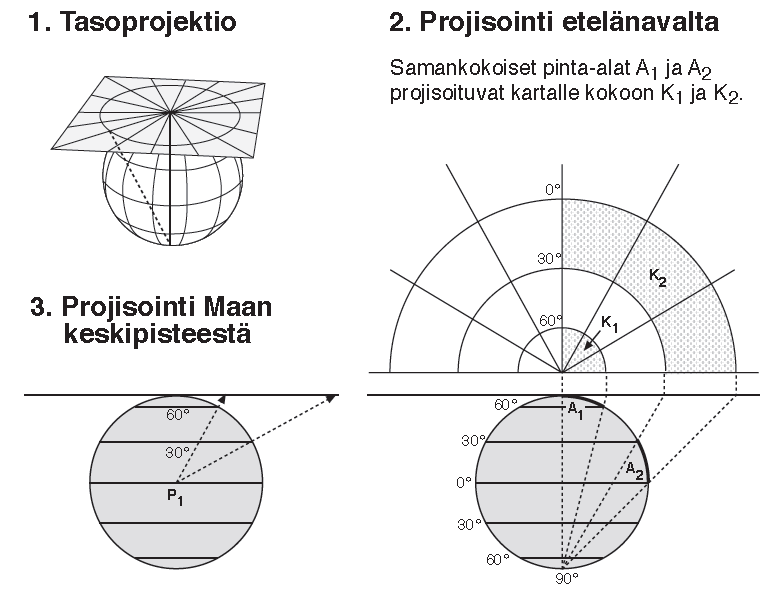 1. Tasoprojektio
2. Projisointi etelänavalta
Samankokoiset pinta-alat A1 ja A2
projisoituvat kartalle kokoon K1 ja K2.
0°
30°
K2
60°
K1
3. Projisointi Maan
keskipisteestä
60°
30°
P1
60°
A1
30°
A2
0°
30°
60°
90°